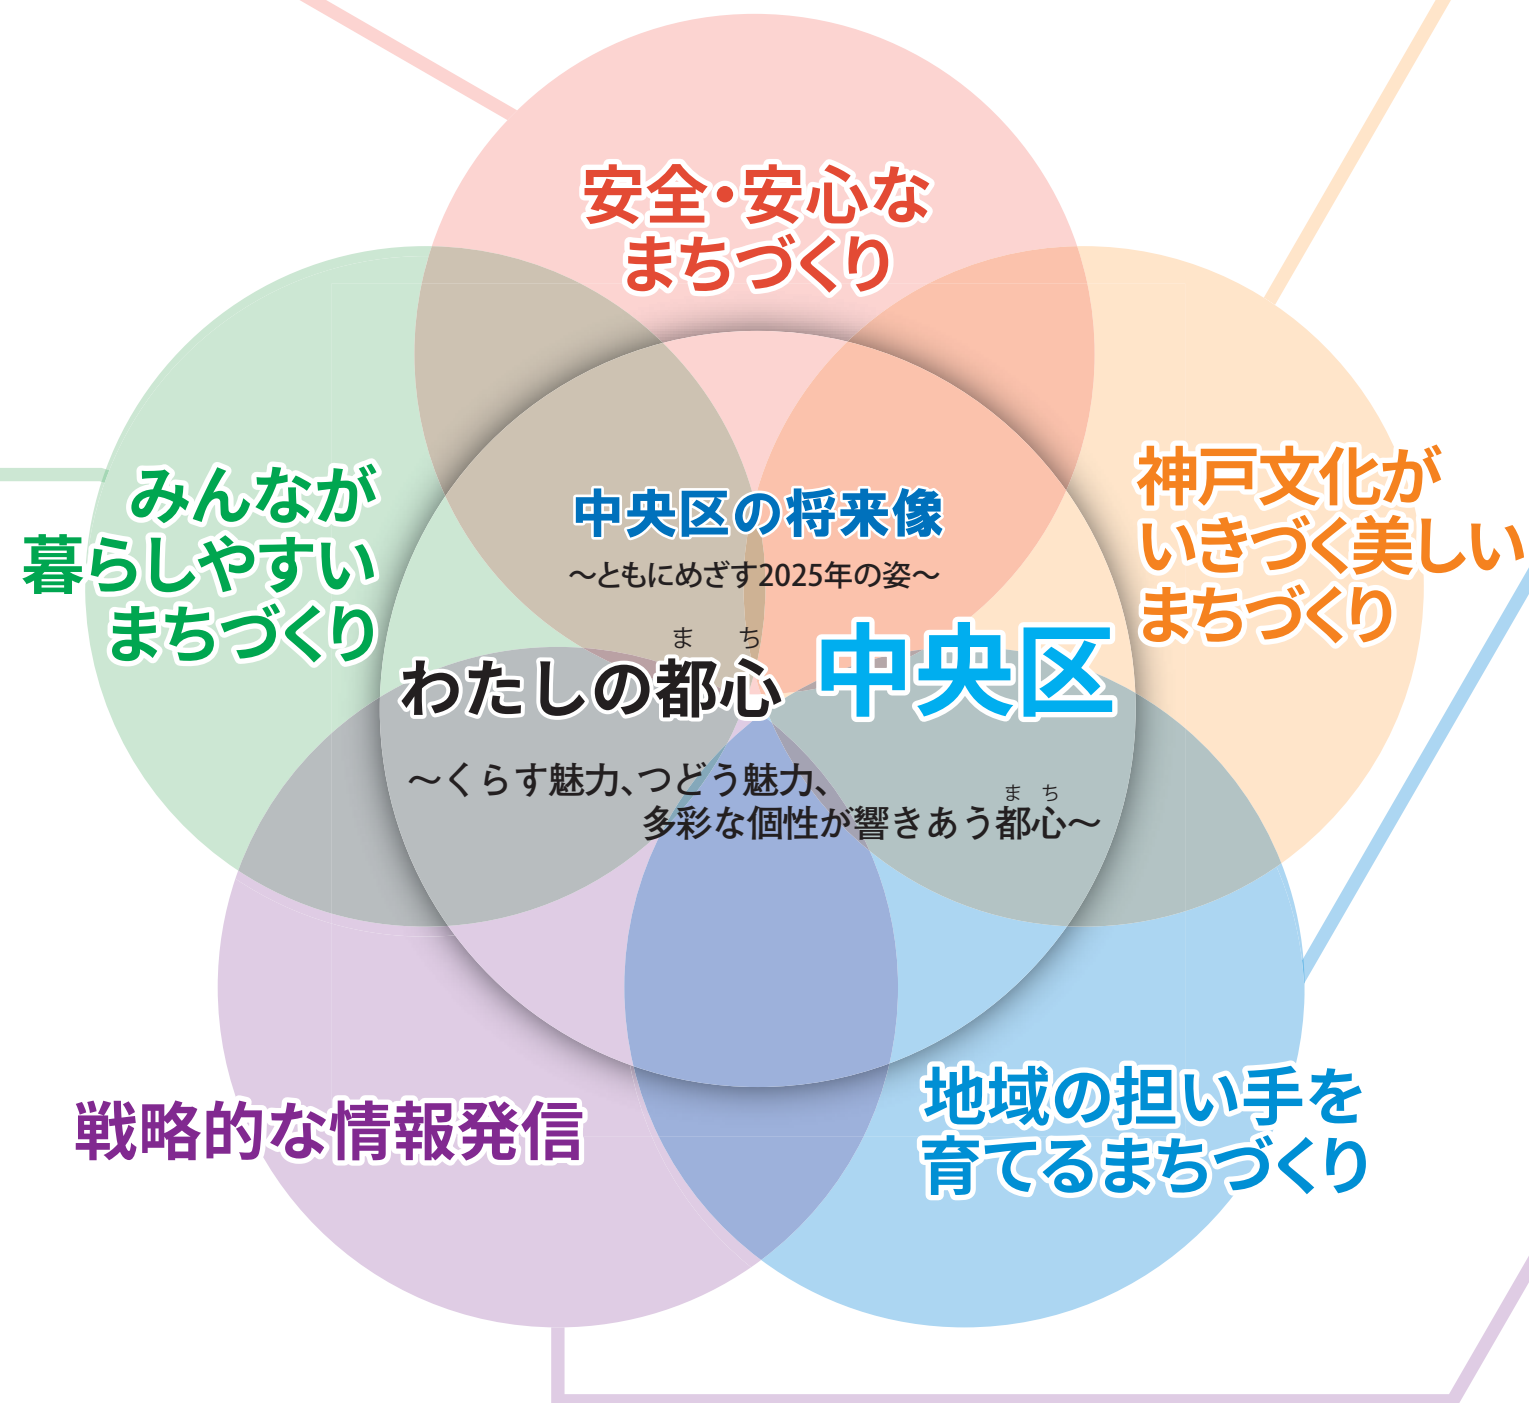 安全・安心な
まちづくり
みんなが
暮らしやすい
まちづくり
神戸文化が
いきづく美しい
まちづくり
中央区の将来像
～ともにめざす2025年の姿～
ま ち
わたしの都心 中央区
～くらす魅力、つどう魅力、
ま ち
多彩な個性が響きあう都心～
戦略的な情報発信
地域の担い手を
育てるまちづくり